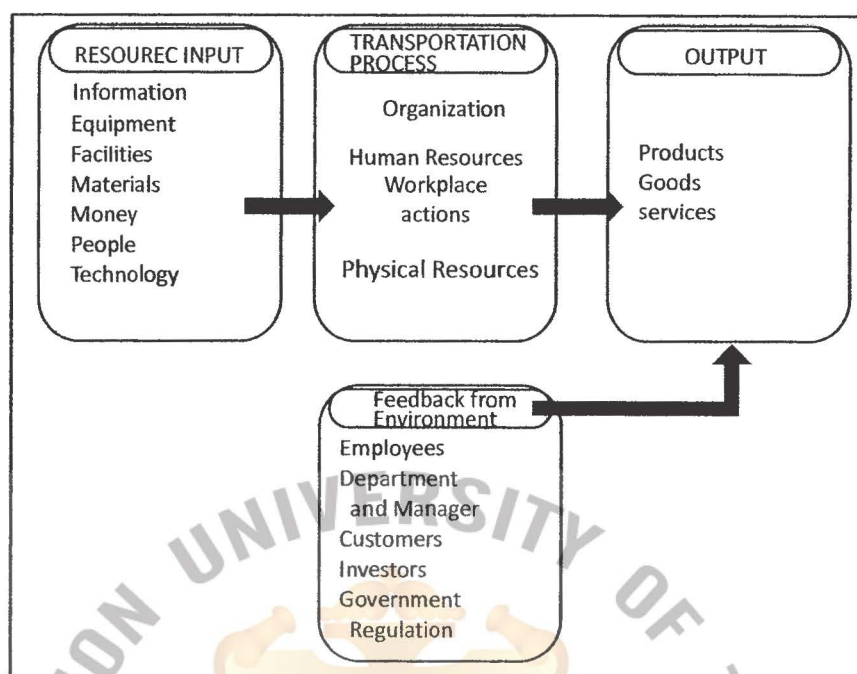 RESOUREC INPUT
Information
Equipment
Facilities
Materials
Money
People
Technology
TRANSPORTATION
PROCESS
Organization
Human Resources
Workplace
actions
Physical Resources
OUTPUT
Products
Goods
services
Feedback from
Environment
Employees
Department
and Manager
Customers
Investors
Government
Regulation
UNIVERSITY OF